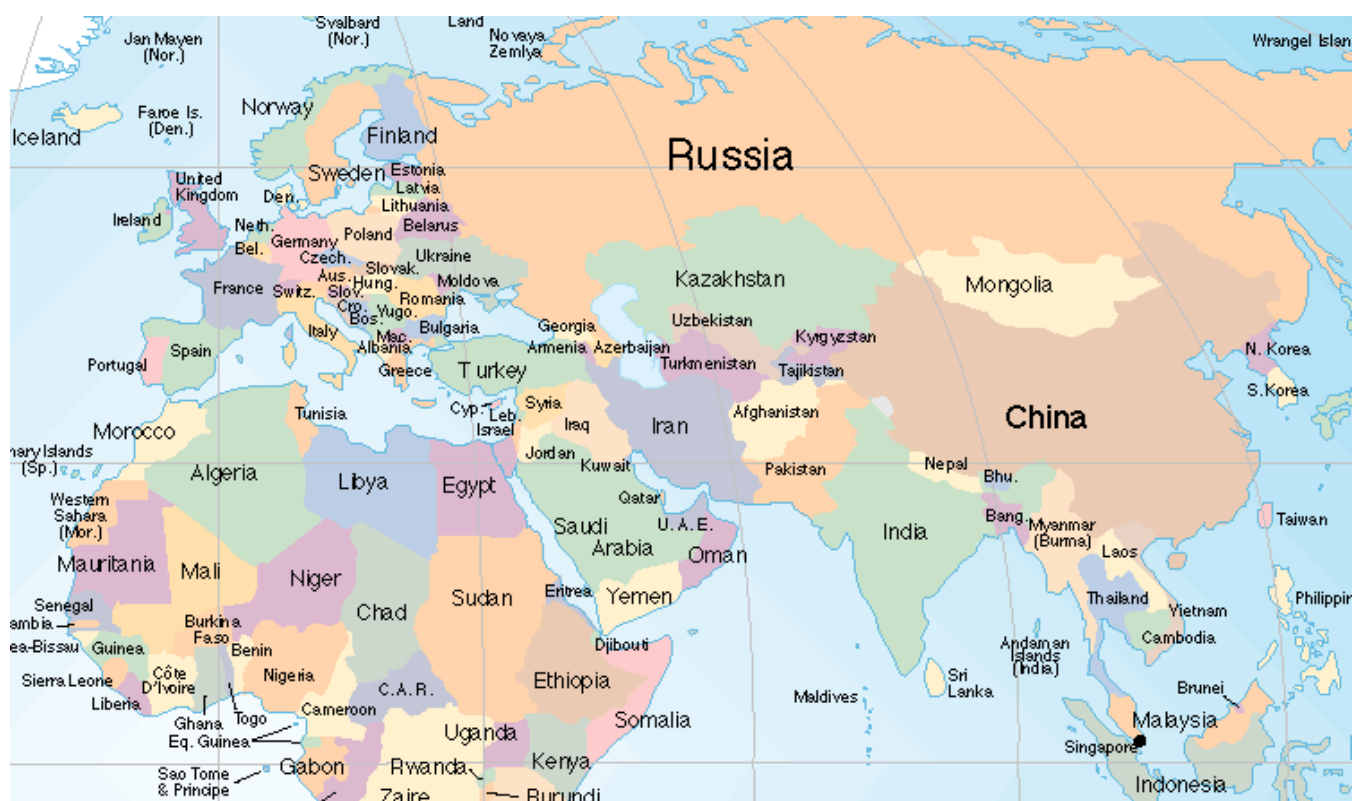 Jan Mayen
(Nor.)
Svalbard
(Nor.)
Land
Novaya
Zemlya
Wrangel Islan
Iceland
Faroe Is.
(Den.)
Norway
Finland
Russia
Sweden
Estonia
Latvia
Lithuania
United
Kingdom
Den.
Ireland
Neth.
Belarus
Poland
Bel.
Germany
Czech.
Ukraine
Slovak.
Aus.
Hung.
Moldova
France
Switz.
Slov.
Romania
Cro.
Bos.
Yugo.
Italy
Mac.
Bulgaria
Albania
Greece
Portugal
Spain
Kazakhstan
Mongolia
Uzbekistan
Kyrgyzstan
Georgia
Armenia
Azerbaijan
Turkmenistan
Tajikistan
N. Korea
S.Korea
Turkey
Cyp.
Leb.
Israel
Syria
Iraq
Iran
Afghanistan
China
Tunisia
Morocco
nary Islands
(Sp.)
Algeria
Libya
Egypt
Jordan
Kuwait
Pakistan
Nepal
Bhu.
Western
Sahara
(Mor.)
Qatar
U.A.E.
Saudi
Arabia
Oman
India
Bang.
Myanmar
(Burma)
Laos
Taiwan
Mauritania
Mali
Niger
Chad
Sudan
Eritrea
Yemen
Thailand
Vietnam
Cambodia
Philippin
Senegal
ambia
ea-Bissau
Guinea
Burkina
Faso
Benin
Nigeria
Djibouti
Ethiopia
Somalia
Sierra Leone
Liberia
Côte
D'Ivoire
Ghana
Togo
Cameroon
C.A.R.
Sri
Lanka
Maldives
Andaman
Islands
(India)
Brunei
Malaysia
Singapore
Indonesia
Eq. Guinea
Gabon
Uganda
Kenya
Rwanda
Sao Tome
& Principe
Zaire
Burundi